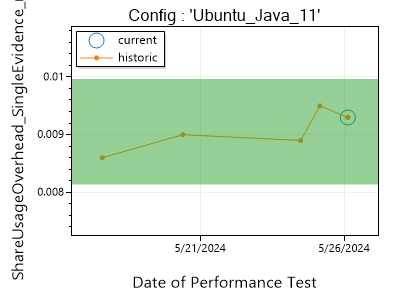 Config : 'Ubuntu_Java_11'
current
historic
0.01
0.009
0.008
5/21/2024
5/26/2024
Date of Performance Test
ShareUsageOverhead_SingleEvidence_